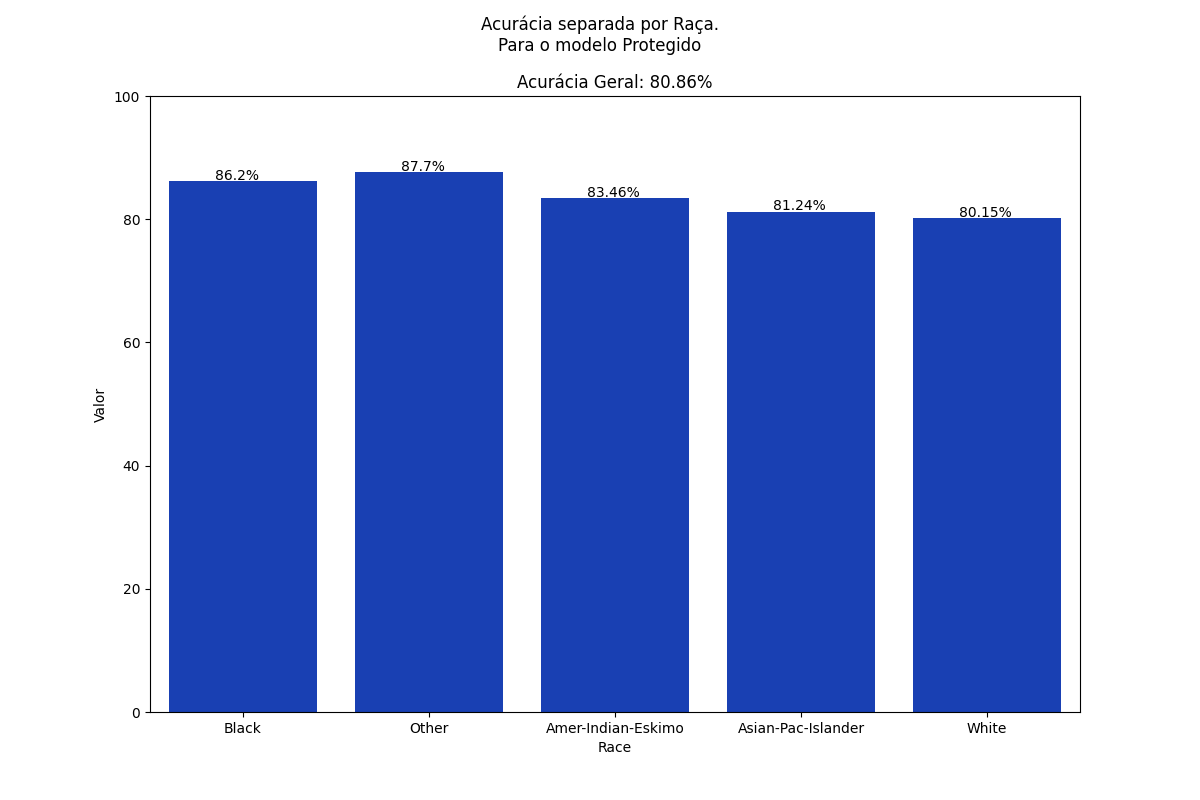 Acurácia separada por Raça.
Para o modelo Protegido
Acurácia Geral: 80.86%
100
80
60
40
20
0
Valor
86.2%
87.7%
83.46%
81.24%
80.15%
Black
Other
Amer-Indian-Eskimo
Asian-Pac-Islander
White
Race